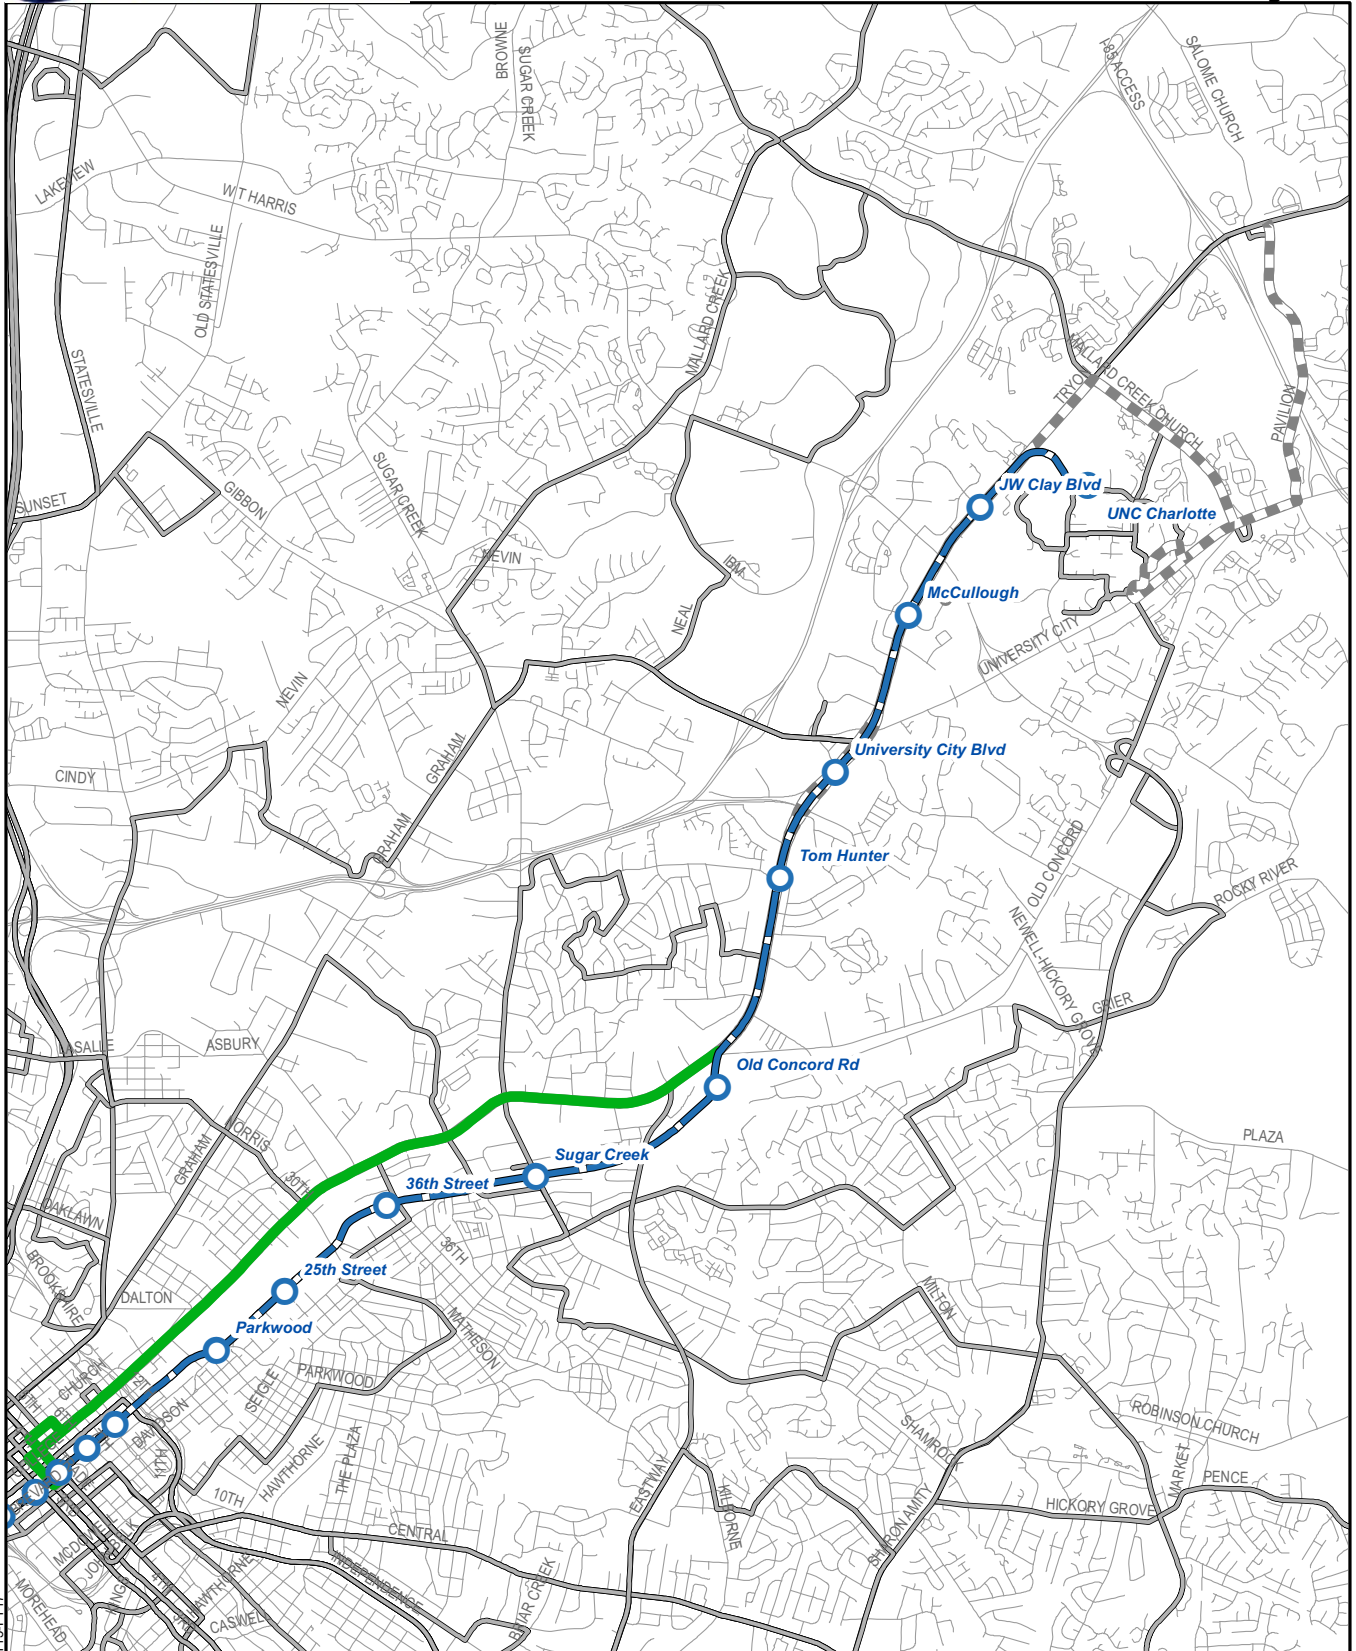 BROWNE
SUGAR CREEK
I-85 ACCESS
SALOME CHURCH
LAKEVIEW
W T HARRIS
OLD STATESVILLE
MALLARD CREEK
STATESVILLE
MALLARD CREEK CHURCH
TRYON
PAVILION
SUGAR CREEK
GIBBON
SUNSET
JW Clay Blvd
UNC Charlotte
NEVIN
IBM
McCullough
NEAL
UNIVERSITY CITY
NEVIN
GRAHAM
University City Blvd
CINDY
GRAHAM
Tom Hunter
OLD CONCORD
ROCKY RIVER
NEWELL-HICKORY GROVE
GRIER
LASALLE
ASBURY
Old Concord Rd
NORRIS
GRAHAM
30TH
Sugar Creek
PLAZA
36th Street
OAKLAWN
36TH
BROOKSHIRE
25th Street
DALTON
MILTON
Parkwood
MATHESON
CHURCH
PARKWOOD
SEIGLE
DAVIDSON
ROBINSON CHURCH
SHAMROCK
THE PLAZA
HAWTHORNE
11TH
MARKET
PENCE
EASTWAY
KILBORNE
10TH
HICKORY GROVE
SHARON AMITY
CENTRAL
INDEPENDENCE
BRIAR CREEK
4TH
HAWTHORNE
KINGS
CASWELL
MOREHEAD